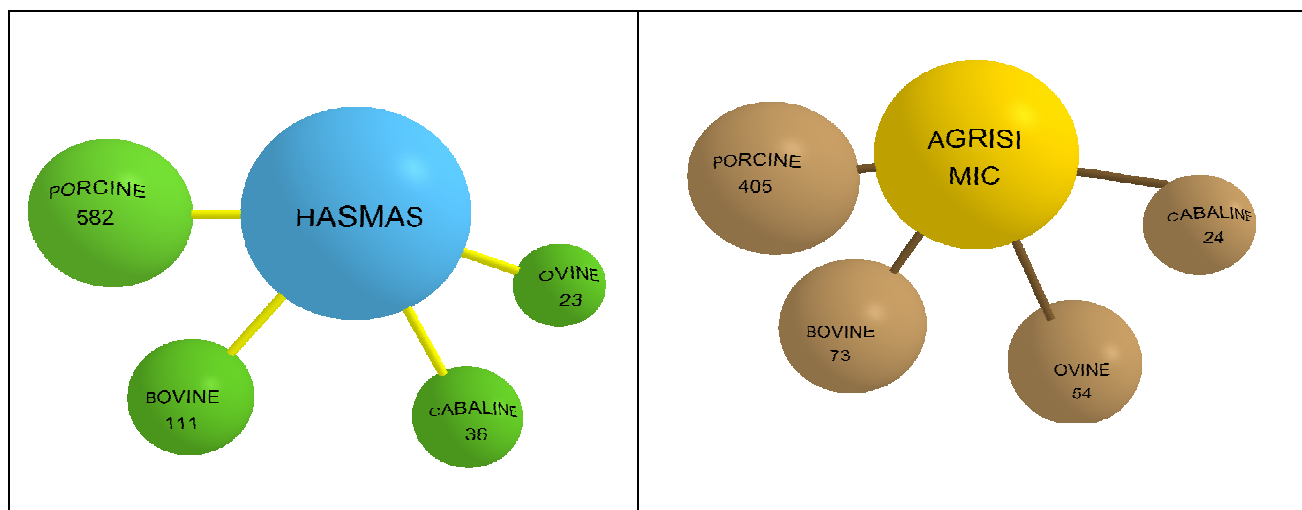 PORCINE
582
HASMAS
OVINE
23
BOVINE
111
CABALINE
36
AGRISI
MIC
PORCINE
405
CABALINE
24
BOVINE
73
OVINE
54